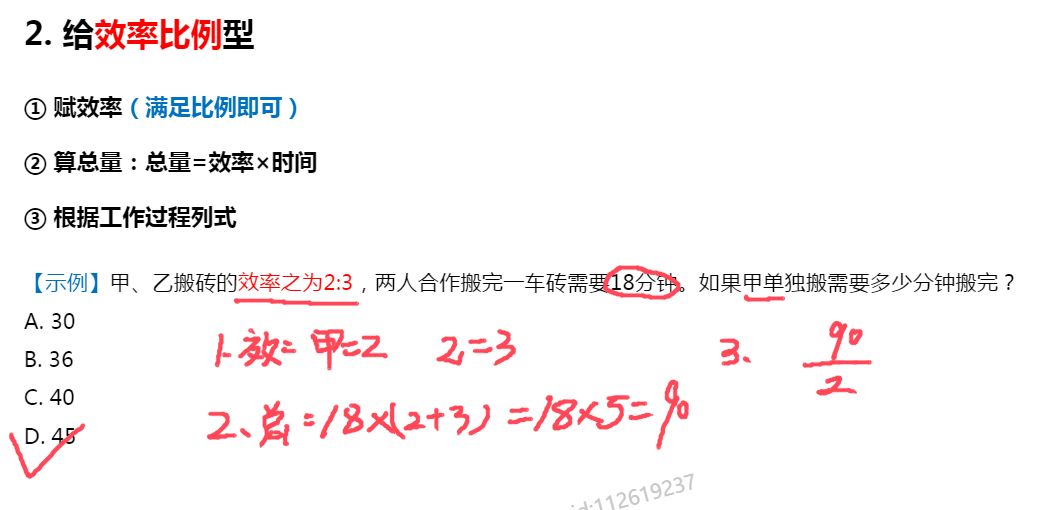 2. 给效率比例型
① 赋效率（满足比例即可）
② 算总量：总量=效率×时间
③ 根据工作过程列式
【示例】甲、乙搬砖的效率之为2:3，两人合作搬完一车砖需要18分钟。如果甲单独搬需要多少分钟搬完？
A. 30
B. 36
C. 40
D. 45
1. 效= 甲=2 乙=3
2、总=18×(2+3)=18×5=90
3、90/2
id:112619237